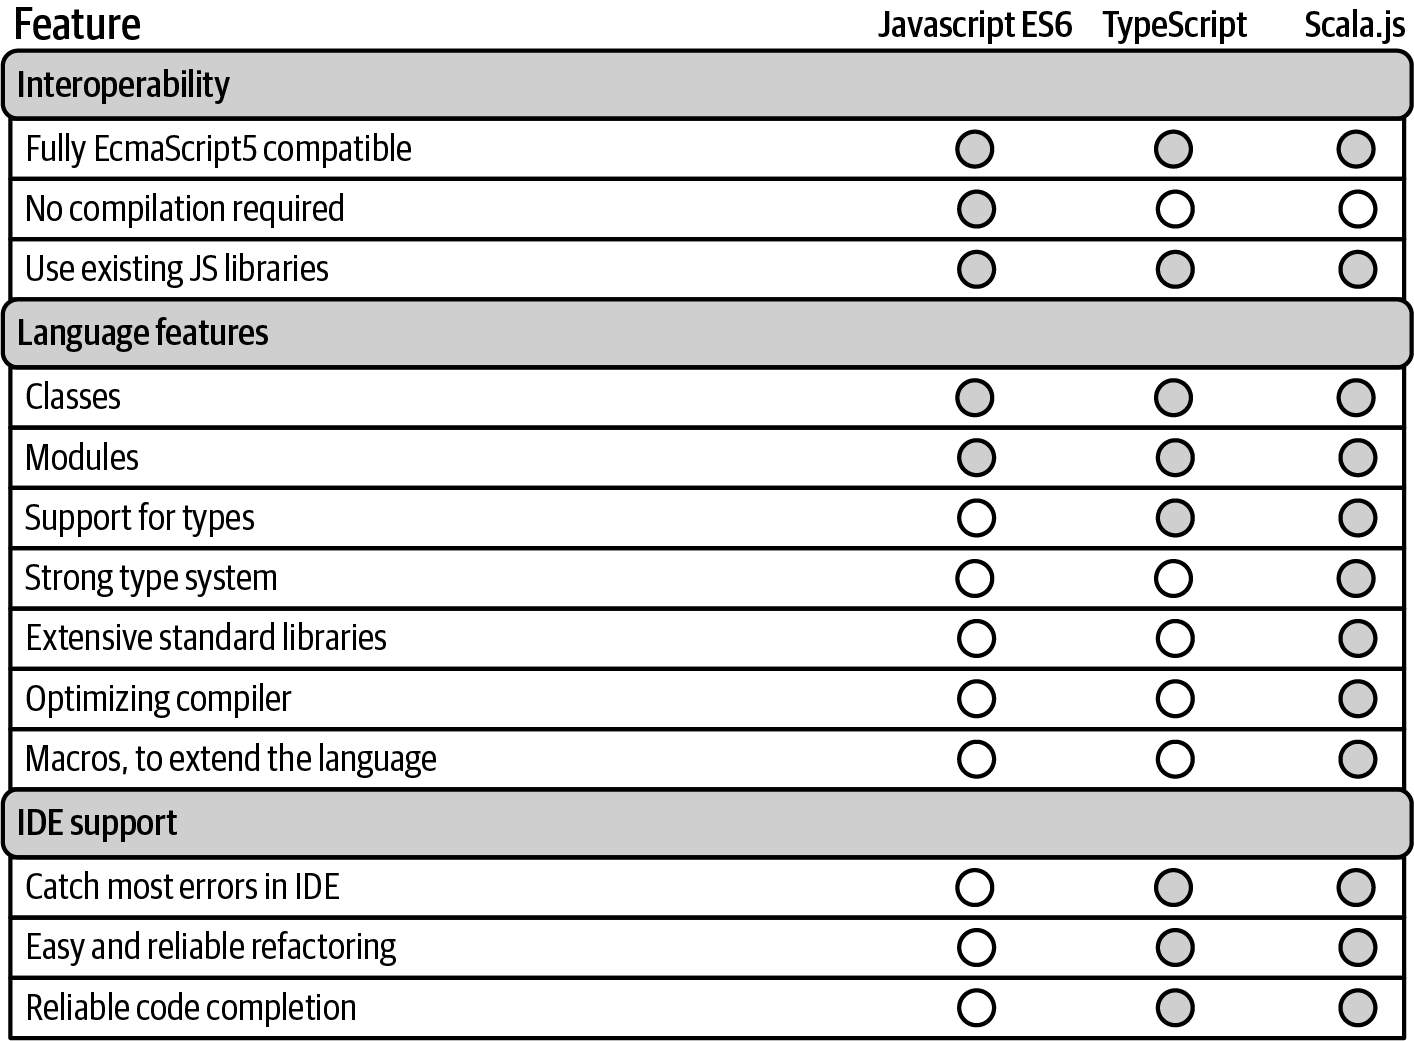 Feature Javascript ES6 TypeScript Scala.js
Interoperability
Fully EcmaScript5 compatible
No compilation required
Use existing JS libraries
Language features
Classes
Modules
Support for types
Strong type system
Extensive standard libraries
Optimizing compiler
Macros, to extend the language
IDE support
Catch most errors in IDE
Easy and reliable refactoring
Reliable code completion